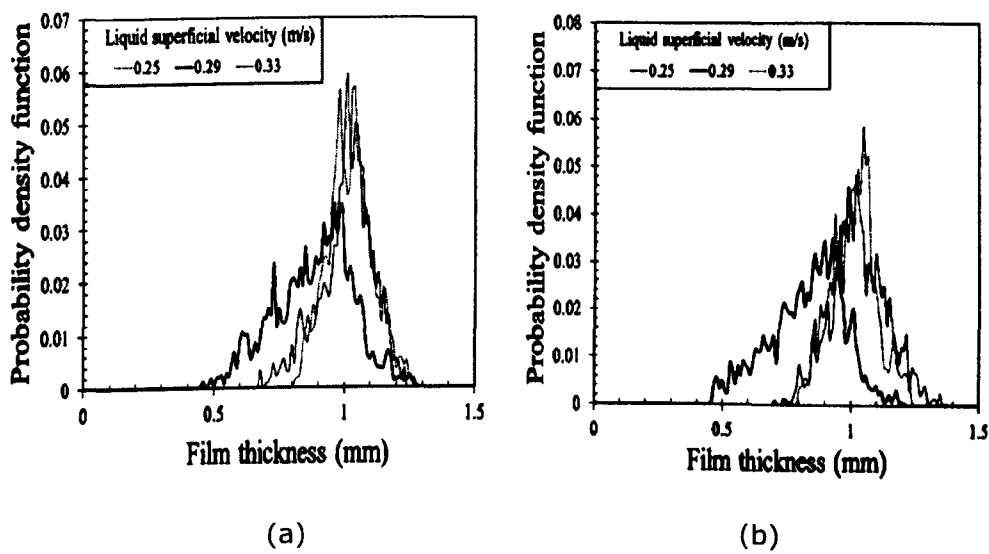 0.07
Liquid superficial velocity (m/s)
0.25 0.29 0.33
0.06
0.05
0.04
0.03
0.02
0.01
0
0 0.5 1 1.5
Probability density function
Film thickness (mm)
(a)
0.08
Liquid superficial velocity (m/s)
0.25 0.29 0.33
0.07
0.06
0.05
0.04
0.03
0.02
0.01
0
0 0.5 1 1.5
Probability density function
Film thickness (mm)
(b)